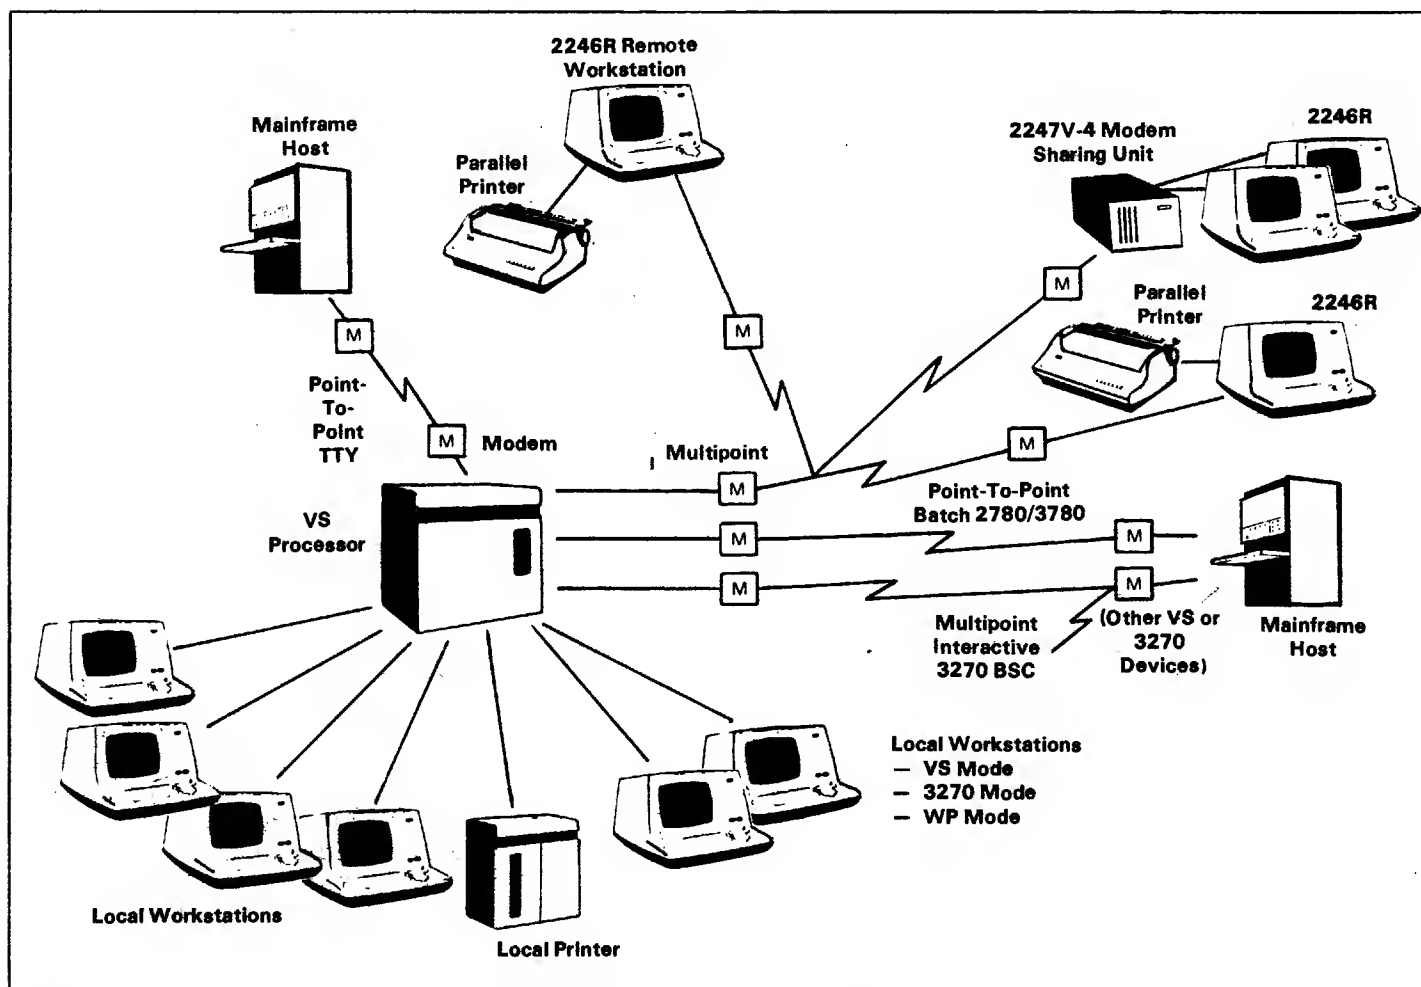 2246R Remote
Workstation
Mainframe
Host
Parallel
Printer
2247V-4 Modem
Sharing Unit
2246R
M
M
M
Parallel
Printer
2246R
Point-
To-
Point
TTY
M
Modem
Multipoint
M
M
VS
Processor
Point-To-Point
Batch 2780/3780
M
M
M
M
Multipoint
Interactive
3270 BSC
(Other VS or
3270
Devices)
Mainframe
Host
Local Workstations
— VS Mode
— 3270 Mode
— WP Mode
Local Workstations
Local Printer